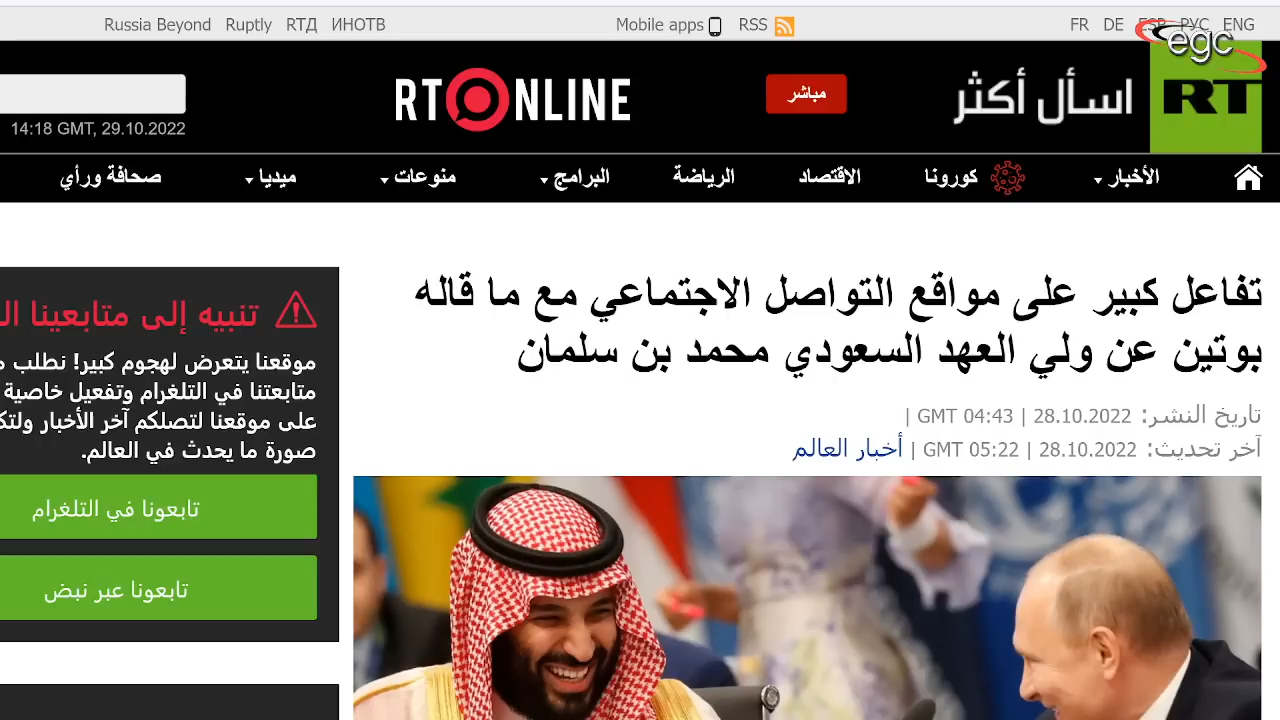 Russia Beyond Ruptly RTД ИНОТВ Mobile apps RSS FR DE ESP РУС ENG
egc
RT
اسأل أكثر
مباشر
RTONLINE
14:18 GMT, 29.10.2022
الأخبار كورونا الاقتصاد الرياضة البرامج منوعات ميديا صحافة ورأي
تفاعل كبير على مواقع التواصل الاجتماعي مع ما قاله
بوتين عن ولي العهد السعودي محمد بن سلمان
تاريخ النشر: 28.10.2022 | 04:43 GMT |
آخر تحديث: 28.10.2022 | 05:22 GMT | أخبار العالم
تنبيه إلى متابعينا
موقعنا يتعرض لهجوم كبير! نطلب
متابعتنا في التلغرام وتفعيل خاصية
على موقعنا لتصلكم آخر الأخبار
صورة ما يحدث في العالم.
تابعونا في التلغرام
تابعونا عبر نبض